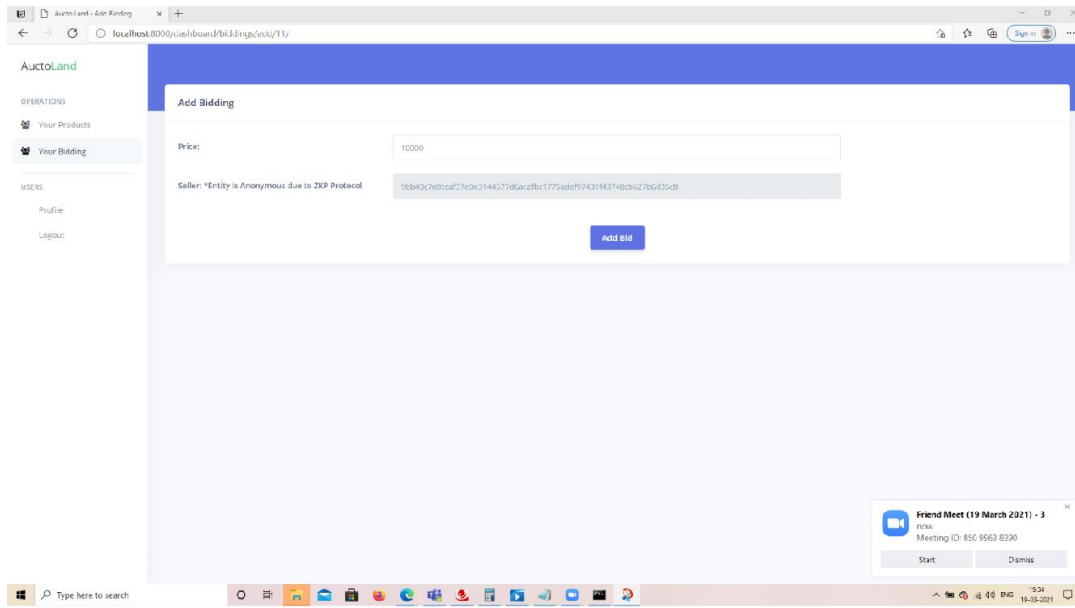 AuctoLand - Add Bidding
localhost:8000/dashboard/biddings/add/11/
Sign in
AuctoLand
OPERATIONS
Your Products
Your Bidding
USERS
Profile
Logout
Add Bidding
Price:
10000
Seller: *Entity is Anonymous due to ZKP Protocol
Add Bid
Friend Meet (19 March 2021) - 3
now
Meeting ID: 850 9963 8390
Start
Dismiss
Type here to search
ENG
15:34
19-03-2021